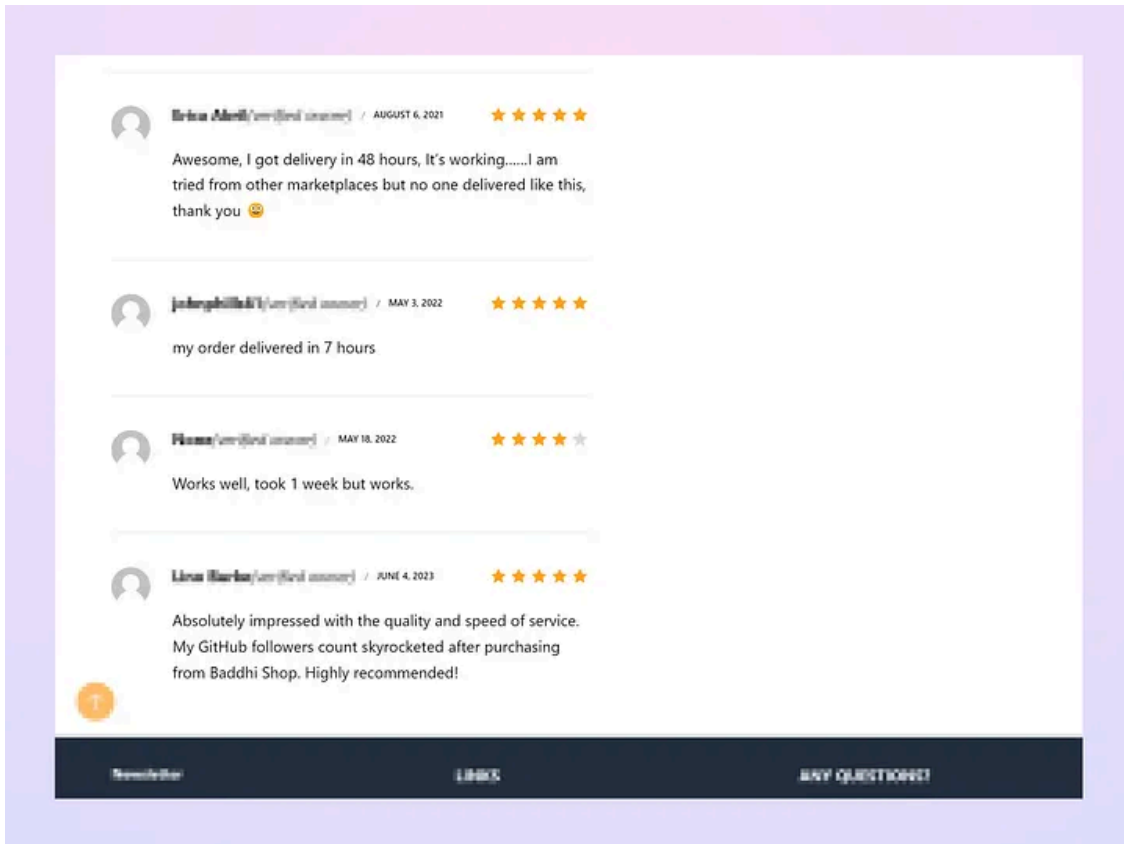 / AUGUST 6, 2021
Awesome, I got delivery in 48 hours, It's working......I am
tried from other marketplaces but no one delivered like this,
thank you 😀
/ MAY 3, 2022
my order delivered in 7 hours
/ MAY 18, 2022
Works well, took 1 week but works.
/ JUNE 4, 2023
Absolutely impressed with the quality and speed of service.
My GitHub followers count skyrocketed after purchasing
from Baddhi Shop. Highly recommended!
Newsletter
LINKS
ANY QUESTIONS?